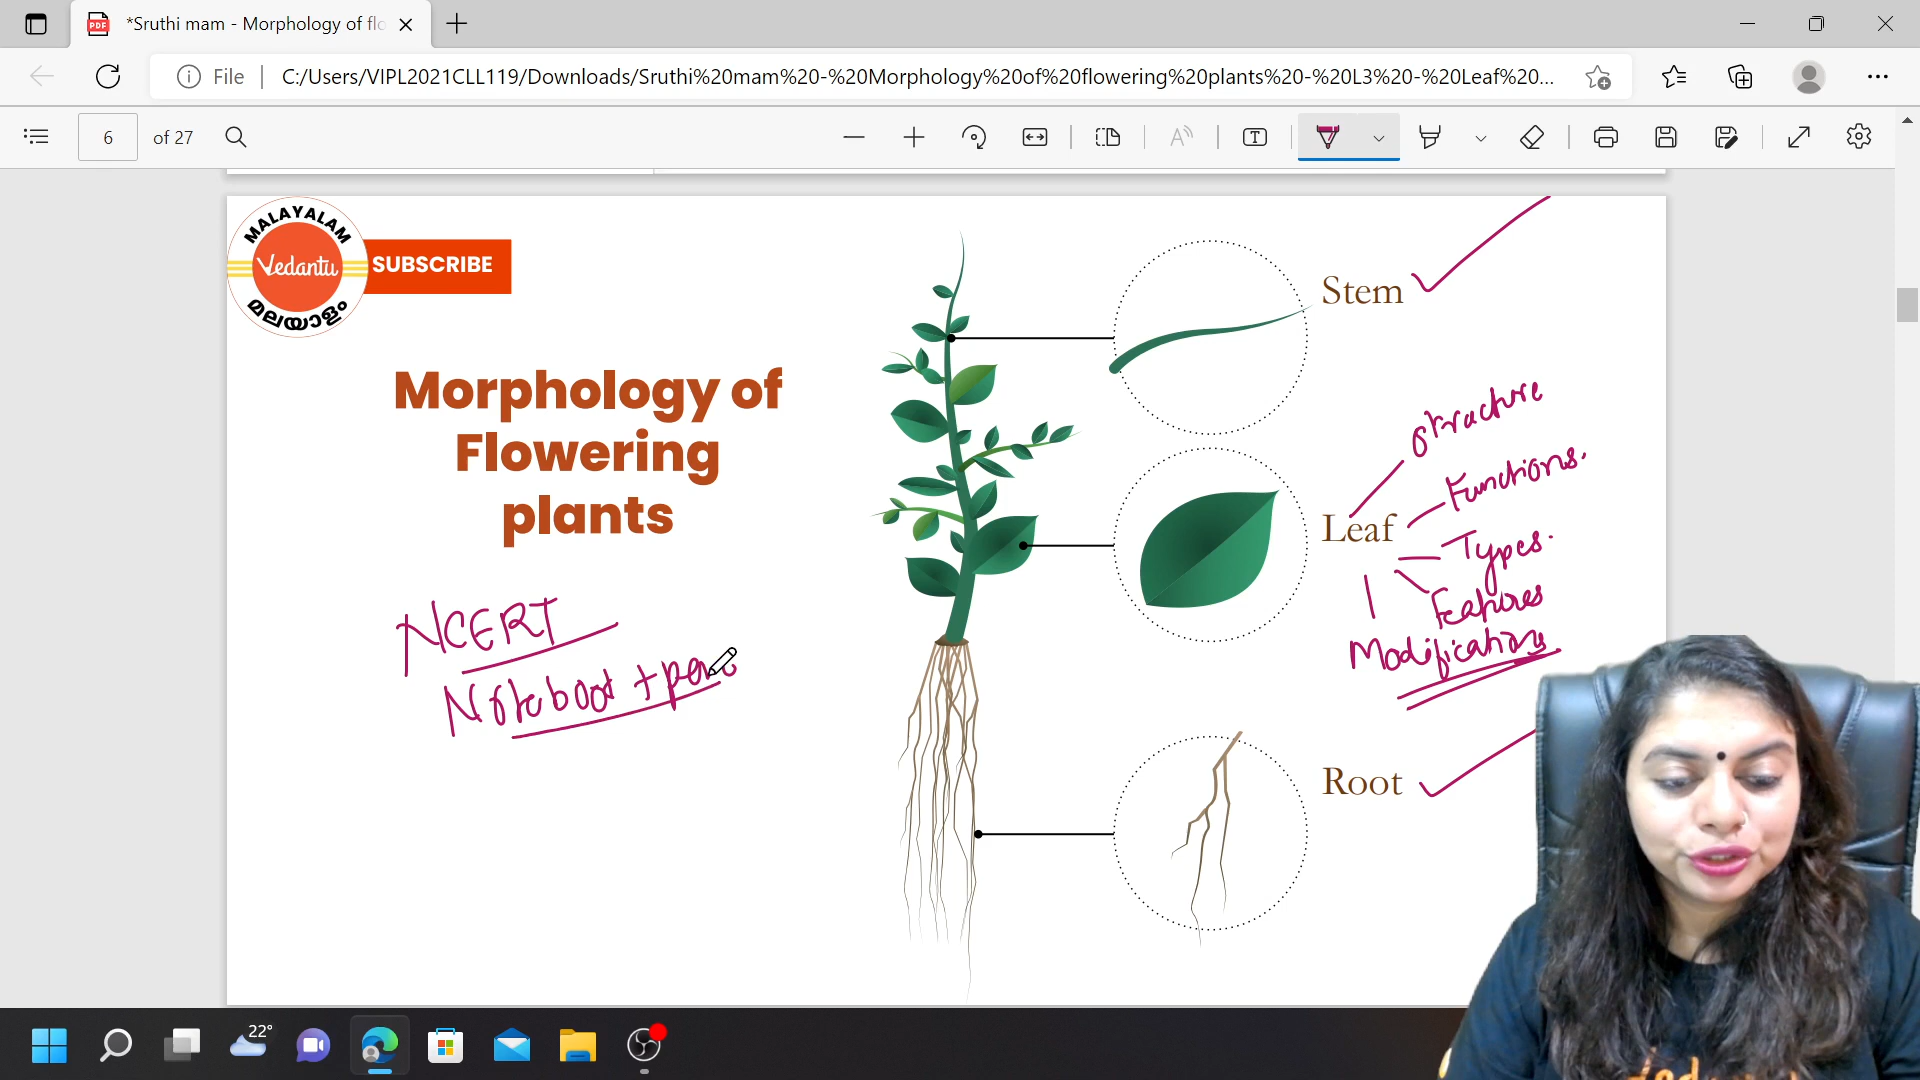 *Sruthi mam - Morphology of flo
File
C:/Users/VIPL2021CLL119/Downloads/Sruthi%20mam%20-%20Morphology%20of%20flowering%20plants%20-%20L3%20-%20Leaf%20...
6 of 27
MALAYALAM
Vedantu
മലയാളം
SUBSCRIBE
Morphology of
Flowering
plants
NCERT
Notebook + pen
Stem
structure
Functions.
Leaf
Types.
Features
Modifications
Root
22°